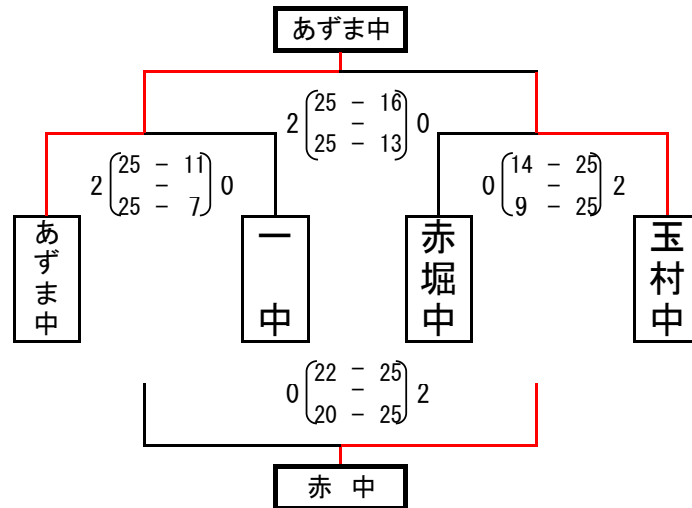 あずま中
25 - 16
2 - 0
25 - 13
25 - 11
2 - 0
25 - 7
14 - 25
0 - 2
9 - 25
あずま中
一中
赤堀中
玉村中
22 - 25
0 - 2
20 - 25
赤中